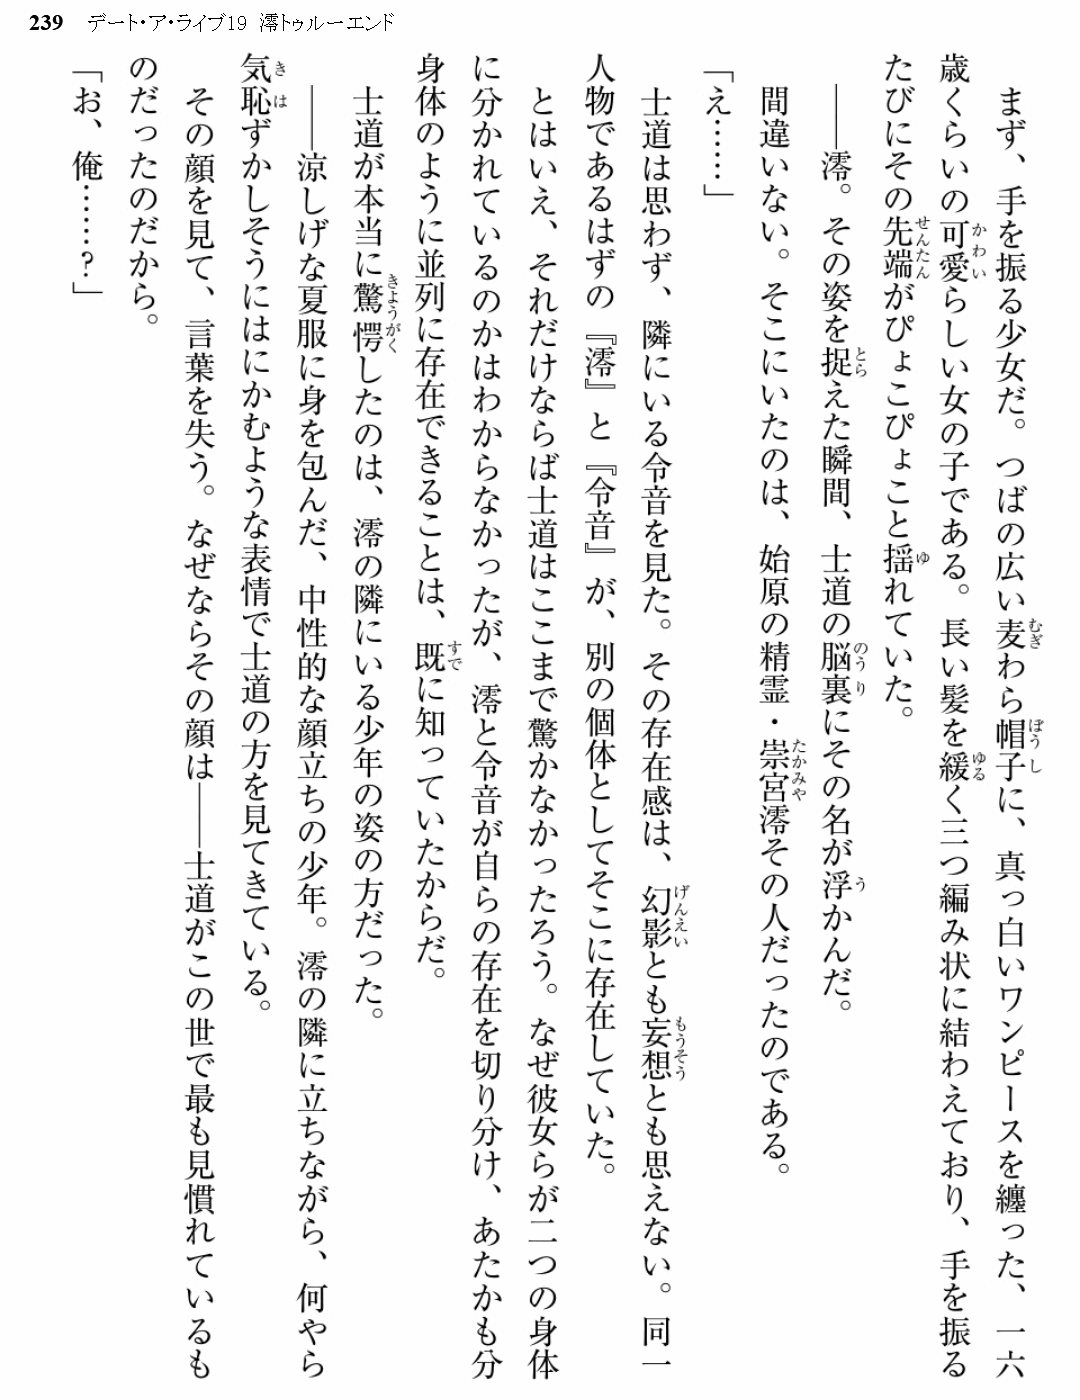 239 デート・ア・ライブ19 澪トゥルーエンド
まず、手を振る少女だ。つばの広い麦わら帽子に、真っ白いワンピースを纏った、一六
歳くらいの可愛らしい女の子である。長い髪を緩く三つ編み状に結わえており、手を振る
たびにその先端がぴょこぴょこと揺れていた。
――澪。その姿を捉えた瞬間、士道の脳裏にその名が浮かんだ。
間違いない。そこにいたのは、始原の精霊・崇宮澪その人だったのである。
「え……」
士道は思わず、隣にいる令音を見た。その存在感は、幻影とも妄想とも思えない。同一
人物であるはずの『澪』と『令音』が、別の個体としてそこに存在していた。
とはいえ、それだけならば士道はここまで驚かなかったろう。なぜ彼女らが二つの身体
に分かれているのかはわからなかったが、澪と令音が自らの存在を切り分け、あたかも分
身体のように並列に存在できることは、既に知っていたからだ。
士道が本当に驚愕したのは、澪の隣にいる少年の姿の方だった。
――涼しげな夏服に身を包んだ、中性的な顔立ちの少年。澪の隣に立ちながら、何やら
気恥ずかしそうにはにかむような表情で士道の方を見てきている。
その顔を見て、言葉を失う。なぜならその顔は――士道がこの世で最も見慣れているも
のだったのだから。
「お、俺……？」